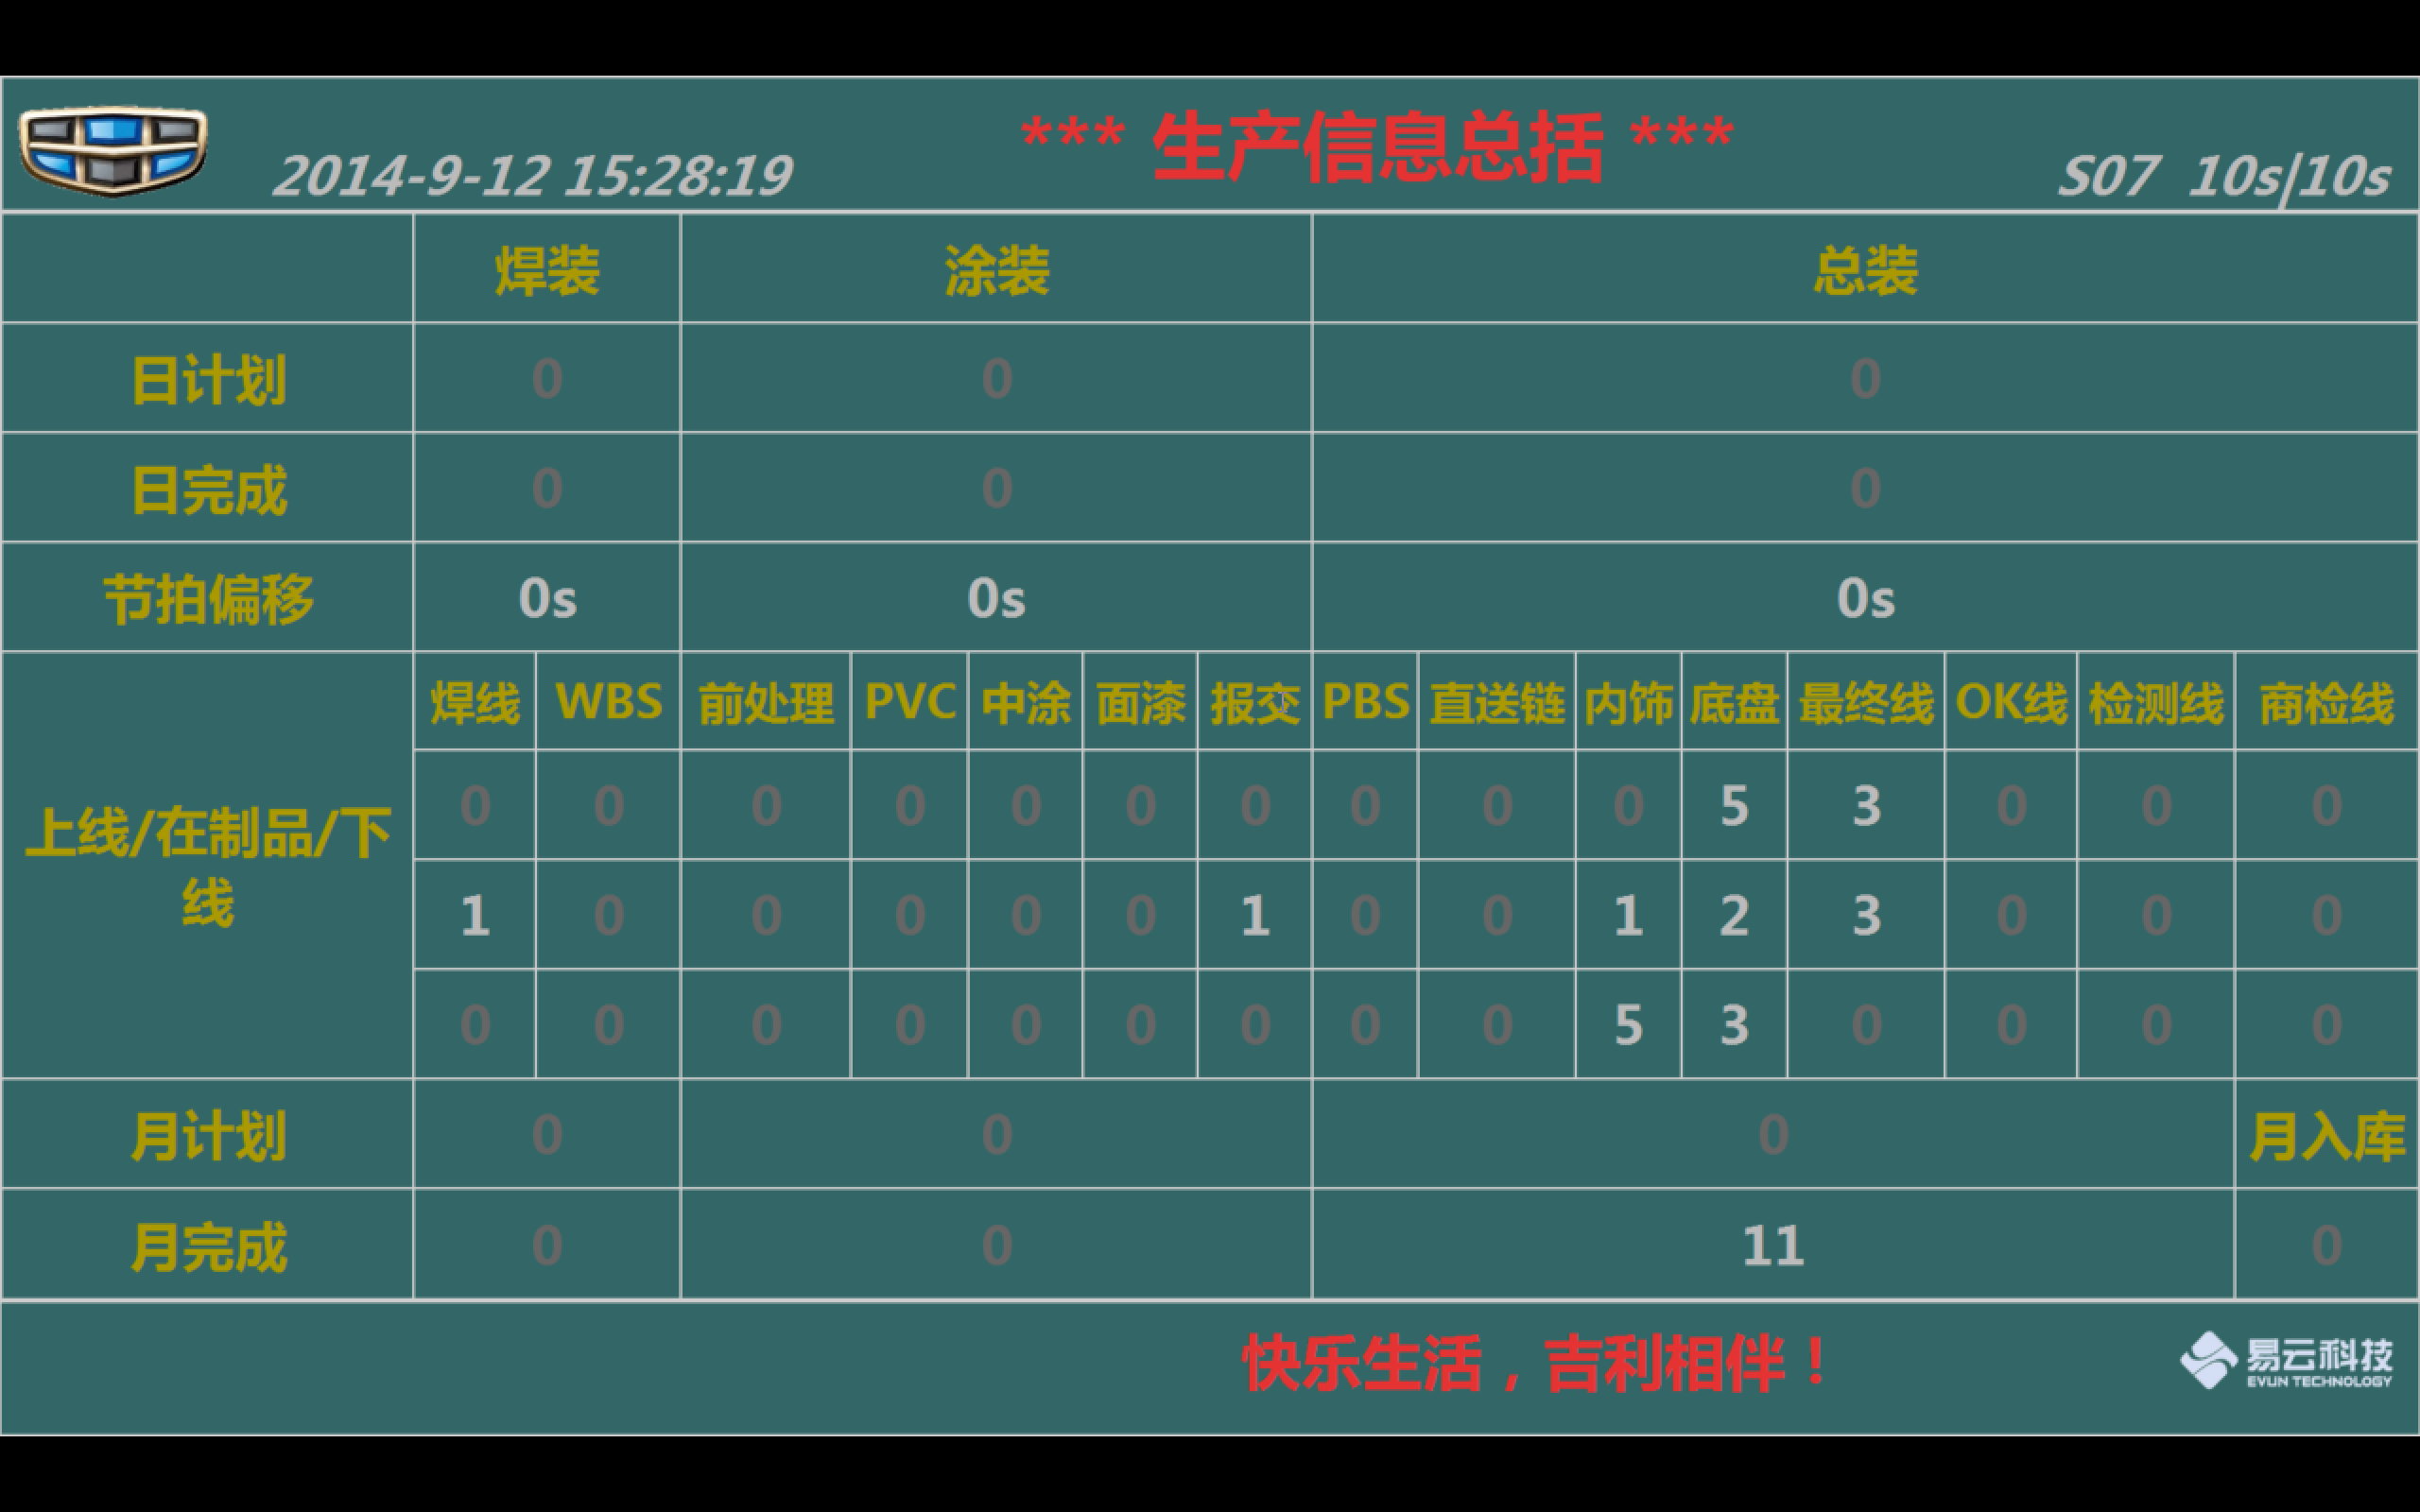 *** 生产信息总括 ***
2014-9-12 15:28:19
S07 10s|10s
焊装 涂装 总装
日计划 0 0 0
日完成 0 0 0
节拍偏移 0s 0s 0s
焊线 WBS 前处理 PVC 中涂 面漆 报交 PBS 直送链 内饰 底盘 最终线 OK线 检测线 商检线
上线/在制品/下
线
0 0 0 0 0 0 0 0 0 0 5 3 0 0 0
1 0 0 0 0 0 1 0 0 1 2 3 0 0 0
0 0 0 0 0 0 0 0 0 5 3 0 0 0 0
月计划 0 0 0 月入库
月完成 0 0 11 0
快乐生活，吉利相伴！
易云科技
EVUN TECHNOLOGY